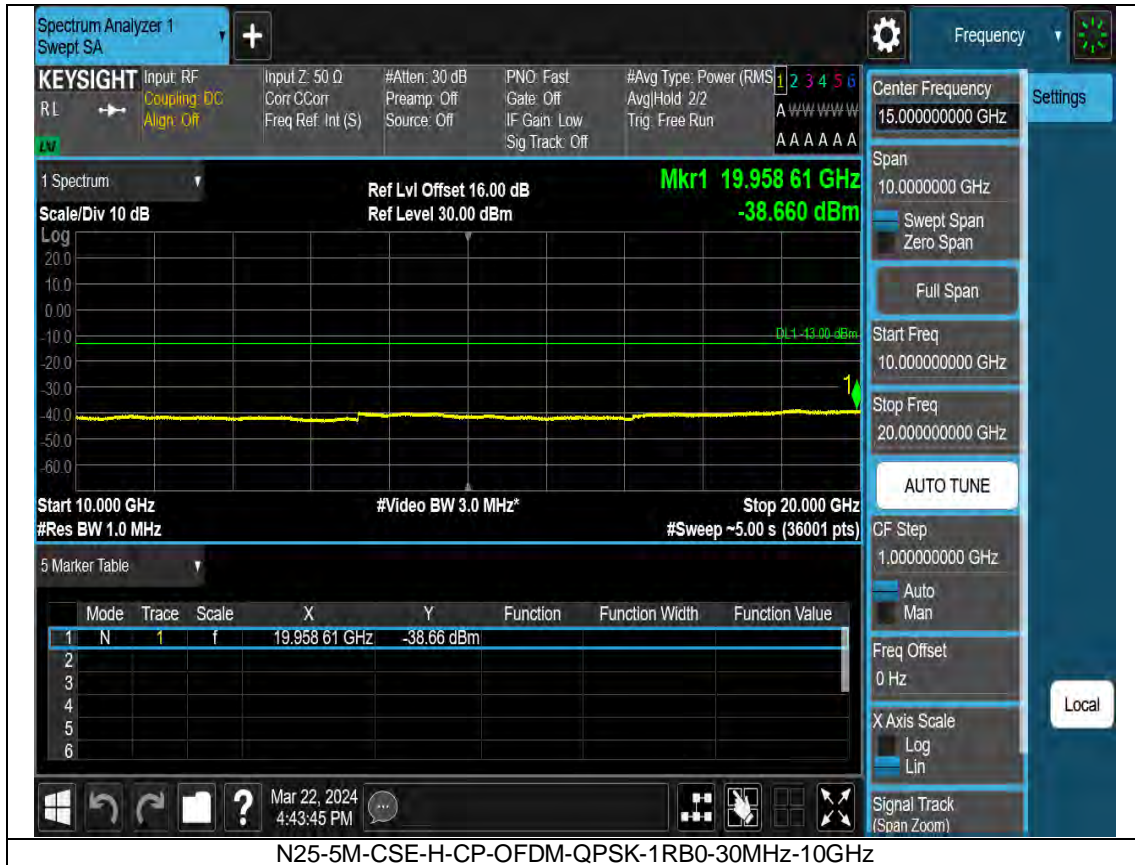 Spectrum Analyzer 1
Swept SA
Frequency
KEYSIGHT
RL
LXI
Input: RF
Coupling: DC
Align: Off
Input Z: 50 Ω
Corr CCorr
Freq Ref: Int (S)
#Atten: 30 dB
Preamp: Off
Source: Off
PNO: Fast
Gate: Off
IF Gain: Low
Sig Track: Off
#Avg Type: Power (RMS
Avg|Hold: 2/2
Trig: Free Run
1 2 3 4 5 6
A W W W W W
A A A A A A
1 Spectrum
Scale/Div 10 dB
Ref Lvl Offset 16.00 dB
Ref Level 30.00 dBm
Mkr1 19.958 61 GHz
-38.660 dBm
Log
20.0
10.0
0.00
-10.0
-20.0
-30.0
-40.0
-50.0
-60.0
DL1 -13.00 dBm
1
Start 10.000 GHz
#Video BW 3.0 MHz*
Stop 20.000 GHz
#Res BW 1.0 MHz
#Sweep ~5.00 s (36001 pts)
5 Marker Table
Mode Trace Scale X Y Function Function Width Function Value
1 N 1 f 19.958 61 GHz -38.66 dBm
2
3
4
5
6
Mar 22, 2024
4:43:45 PM
Center Frequency
15.000000000 GHz
Settings
Span
10.0000000 GHz
Swept Span
Zero Span
Full Span
Start Freq
10.000000000 GHz
Stop Freq
20.000000000 GHz
AUTO TUNE
CF Step
1.000000000 GHz
Auto
Man
Freq Offset
0 Hz
X Axis Scale
Log
Lin
Local
Signal Track
(Span Zoom)
N25-5M-CSE-H-CP-OFDM-QPSK-1RB0-30MHz-10GHz